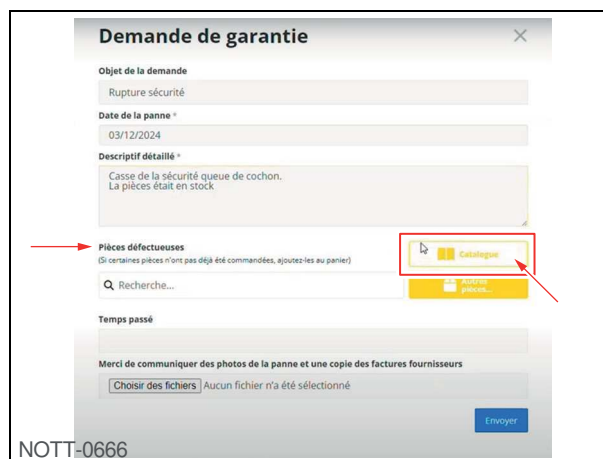 Demande de garantie
Objet de la demande
Rupture sécurité
Date de la panne *
03/12/2024
Descriptif détaillé *
Casse de la sécurité queue de cochon.
La pièces était en stock
Pièces défectueuses
(Si certaines pièces n'ont pas déjà été commandées, ajoutez-les au panier)
Catalogue
Recherche...
Autres
pièces...
Temps passé
Merci de communiquer des photos de la panne et une copie des factures fournisseurs
Choisir des fichiers Aucun fichier n'a été sélectionné
Envoyer
NOTT-0666